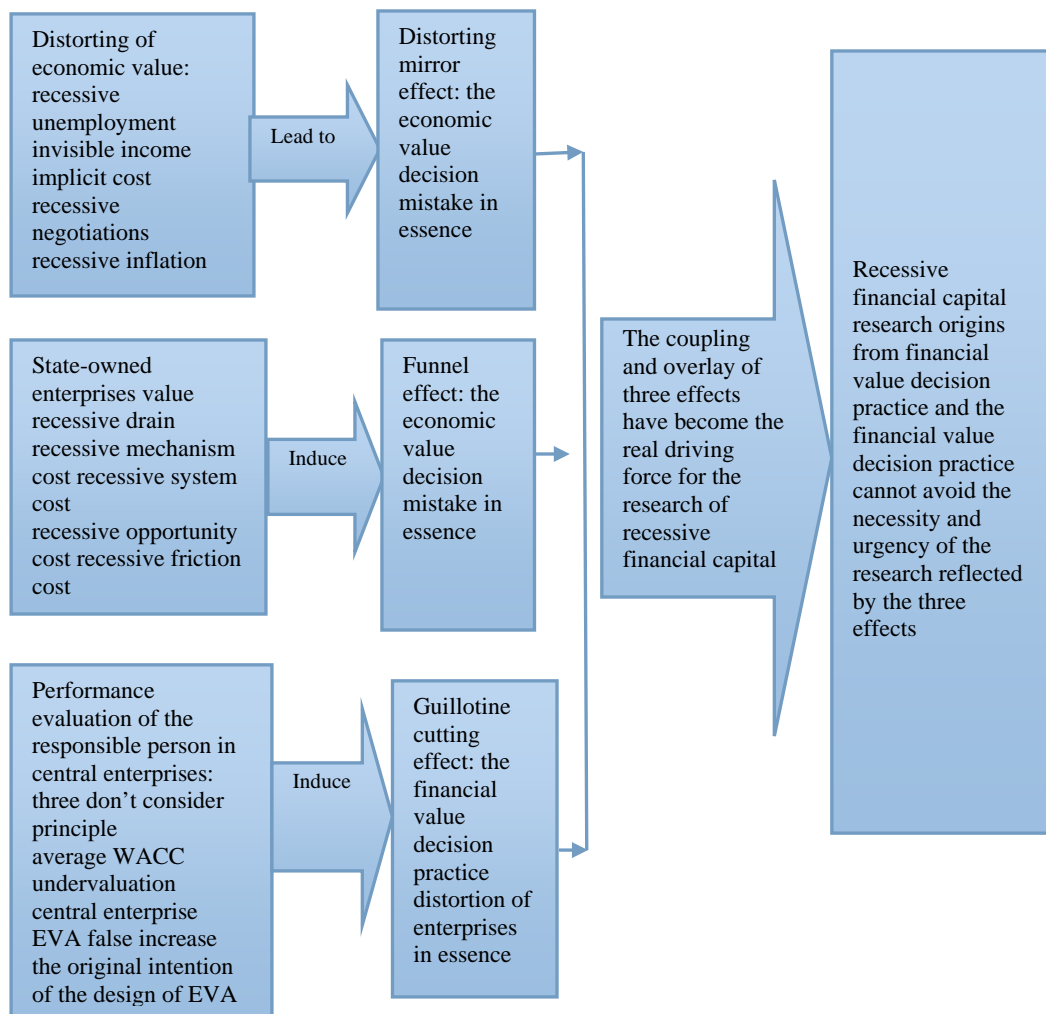 Distorting of
economic value:
recessive
unemployment
invisible income
implicit cost
recessive
negotiations
recessive inflation
Lead to
Distorting
mirror
effect: the
economic
value
decision
mistake in
essence
State-owned
enterprises value
recessive drain
recessive mechanism
cost recessive system
cost
recessive opportunity
cost recessive friction
cost
Induce
Funnel
effect: the
economic
value
decision
mistake in
essence
Performance
evaluation of the
responsible person in
central enterprises:
three don’t consider
principle
average WACC
undervaluation
central enterprise
EVA false increase
the original intention
of the design of EVA
Induce
Guillotine
cutting
effect: the
financial
value
decision
practice
distortion of
enterprises
in essence
The coupling
and overlay of
three effects
have become the
real driving
force for the
research of
recessive
financial capital
Recessive
financial capital
research origins
from financial
value decision
practice and the
financial value
decision practice
cannot avoid the
necessity and
urgency of the
research reflected
by the three
effects